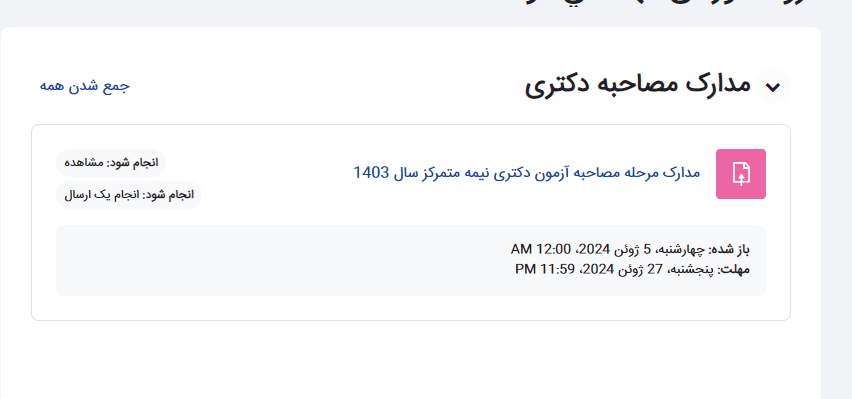 مدارک مصاحبه دکتری
جمع شدن همه
مدارک مرحله مصاحبه آزمون دکتری نیمه متمرکز سال 1403
انجام شود: مشاهده
انجام شود: انجام یک ارسال
باز شده: چهارشنبه، 5 ژوئن 2024، 12:00 AM
مهلت: پنجشنبه، 27 ژوئن 2024، 11:59 PM